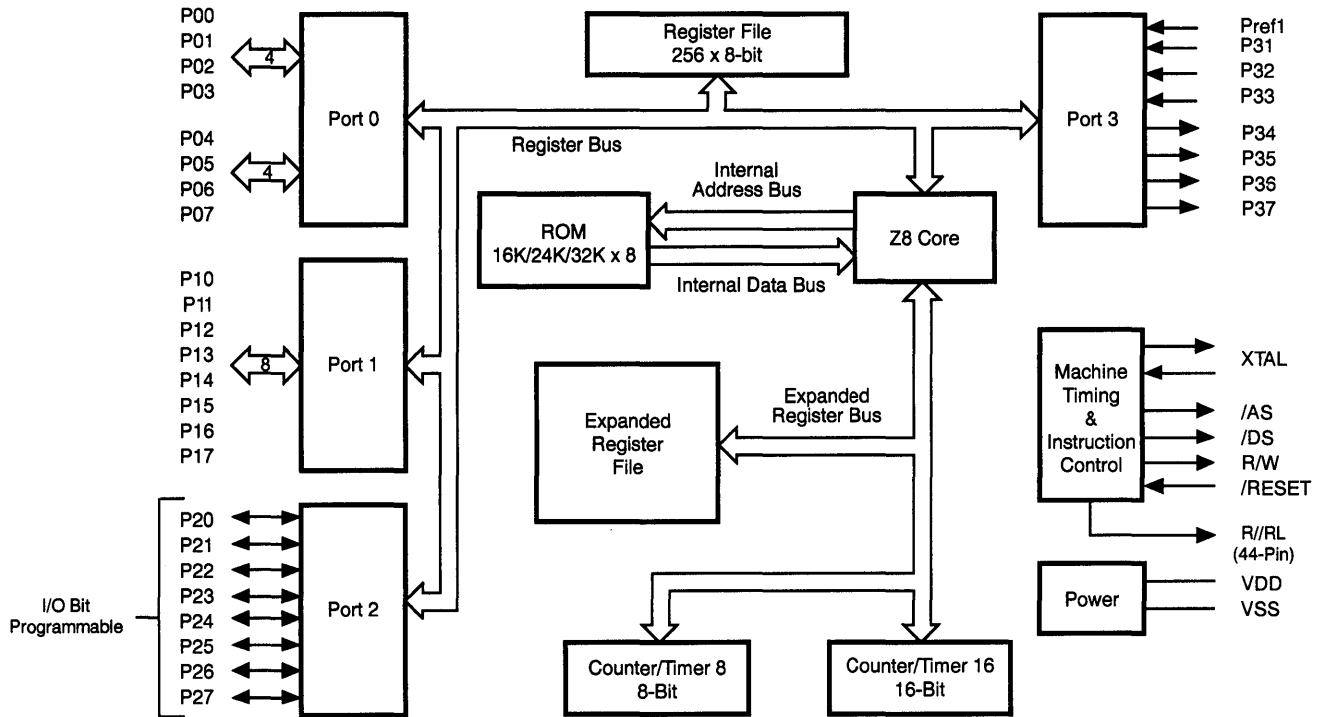 P00
P01
P02
P03
P04
P05
P06
P07
4
4
Port 0
Register File
256 x 8-bit
Register Bus
Port 3
Pref1
P31
P32
P33
P34
P35
P36
P37
Internal
Address Bus
ROM
16K/24K/32K x 8
Z8 Core
Internal Data Bus
P10
P11
P12
P13
P14
P15
P16
P17
8
Port 1
Expanded
Register
File
Expanded
Register Bus
Machine
Timing
&
Instruction
Control
XTAL
/AS
/DS
R/W
/RESET
R//RL
(44-Pin)
I/O Bit
Programmable
P20
P21
P22
P23
P24
P25
P26
P27
Port 2
Counter/Timer 8
8-Bit
Counter/Timer 16
16-Bit
Power
VDD
VSS